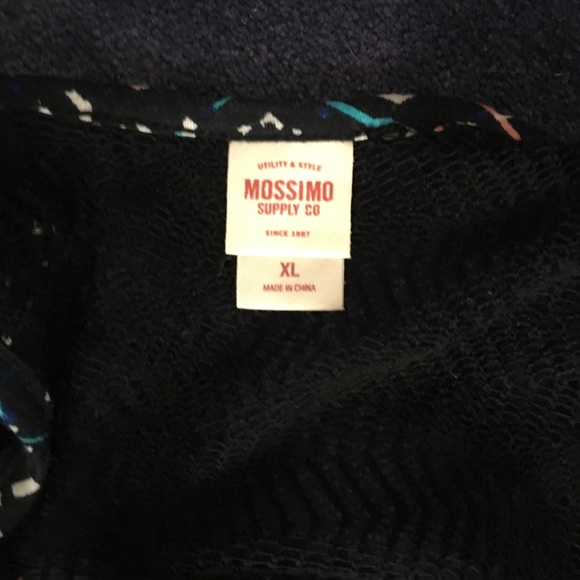 UTILITY & STYLE
MOSSIMO
SUPPLY CO
SINCE 1987
XL
MADE IN CHINA